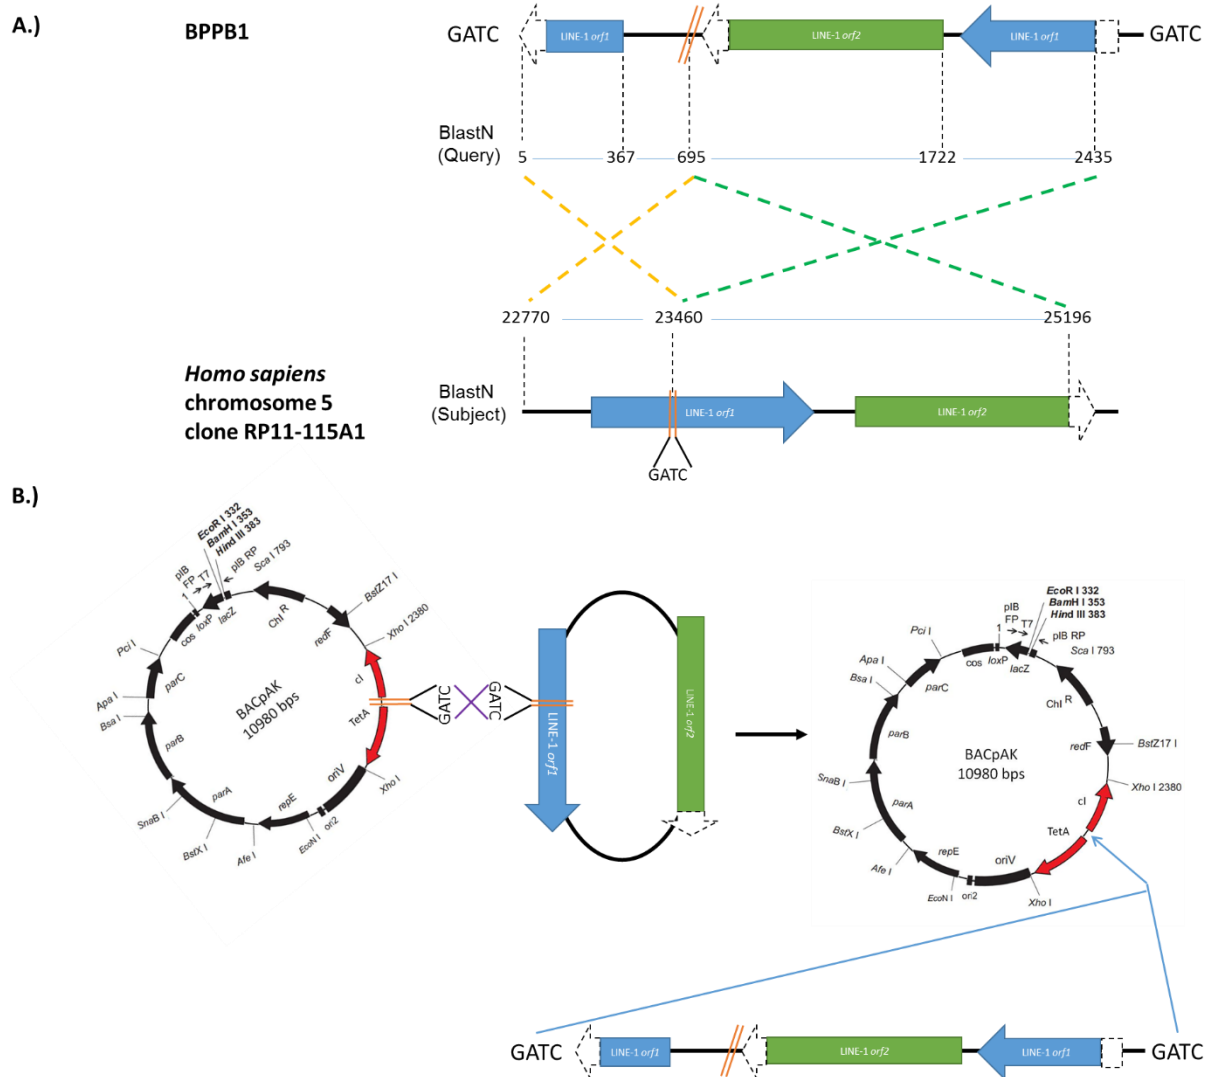 A.)
BPPB1
GATC
LINE-1 orf1
LINE-1 orf2
LINE-1 orf1
GATC
BlastN
(Query)
5
367
695
1722
2435
22770
23460
25196
Homo sapiens
chromosome 5
clone RP11-115A1
BlastN
(Subject)
LINE-1 orf1
LINE-1 orf2
GATC
B.)
EcoR I 332
BamH I 353
Hind III 383
pIB
FP
T7
pIB RP
Sca I 793
1
cos
loxP
lacZ
Chl R
redF
BstZ17 I
Xho I 2380
cI
TetA
Xho I
oriV
ori2
EcoN I
repE
Afe I
BstX I
parA
SnaB I
parB
Bsa I
Apa I
parC
Pci I
BACpAK
10980 bps
GATC
GATC
LINE-1 orf1
LINE-1 orf2
EcoR I 332
BamH I 353
Hind III 383
pIB
FP
T7
pIB RP
Sca I 793
1
cos
loxP
lacZ
Chl R
redF
BstZ17 I
Xho I 2380
cI
TetA
Xho I
oriV
ori2
EcoN I
repE
Afe I
BstX I
parA
SnaB I
parB
Bsa I
Apa I
parC
Pci I
BACpAK
10980 bps
GATC
LINE-1 orf1
LINE-1 orf2
LINE-1 orf1
GATC